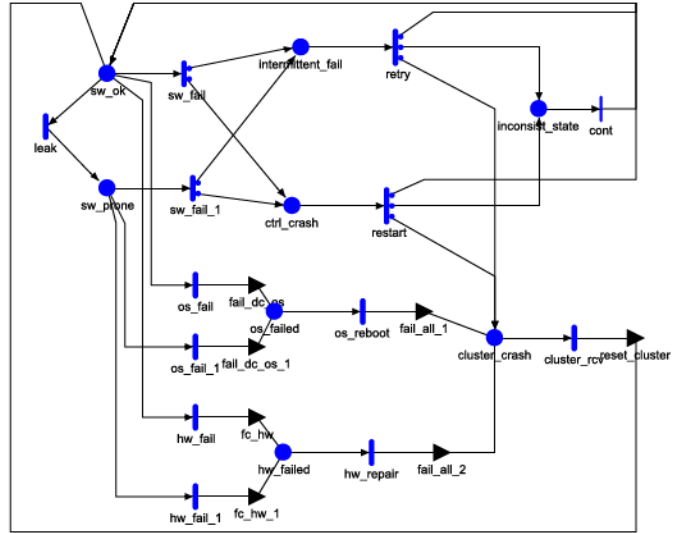 intermittent_fail
retry
sw_ok
sw_fail
inconsist_state
cont
leak
sw_prone
sw_fail_1
ctrl_crash
restart
os_fail
fail_dc_os
os_failed
os_reboot
fail_all_1
os_fail_1
fail_dc_os_1
cluster_crash
cluster_rcv
reset_cluster
hw_fail
fc_hw
hw_failed
hw_repair
fail_all_2
hw_fail_1
fc_hw_1